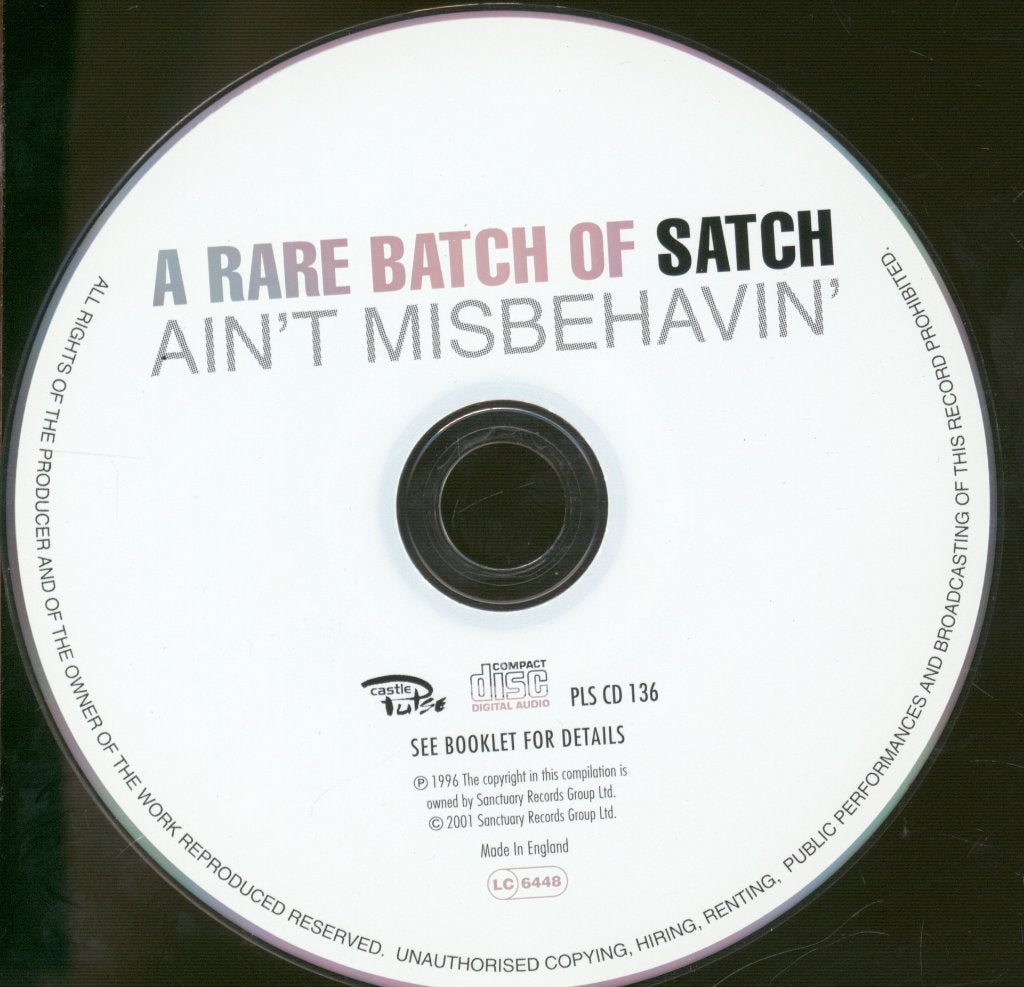 A RARE BATCH OF SATCH
AIN'T MISBEHAVIN'
castle
Pulse
COMPACT
disc
DIGITAL AUDIO
PLS CD 136
SEE BOOKLET FOR DETAILS
℗ 1996 The copyright in this compilation is
owned by Sanctuary Records Group Ltd.
© 2001 Sanctuary Records Group Ltd.
Made In England
LC 6448
ALL RIGHTS OF THE PRODUCER AND OF THE OWNER OF THE WORK REPRODUCED RESERVED. UNAUTHORISED COPYING, HIRING, RENTING, PUBLIC PERFORMANCES AND BROADCASTING OF THIS RECORD PROHIBITED.